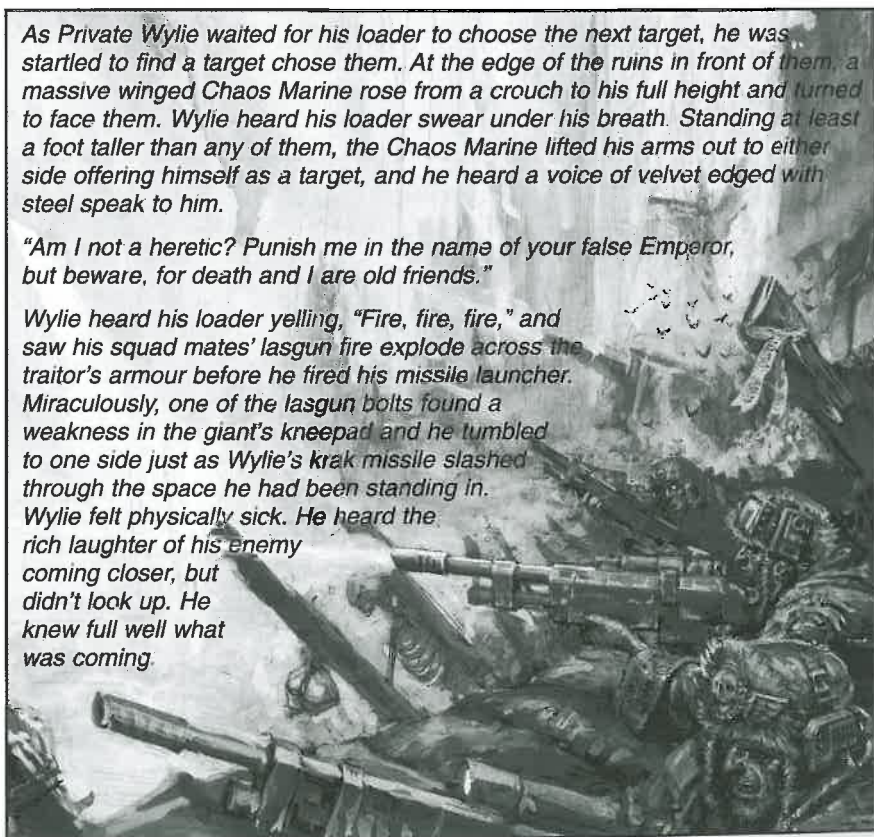 As Private Wylie waited for his loader to choose the next target, he was
startled to find a target chose them. At the edge of the ruins in front of them, a
massive winged Chaos Marine rose from a crouch to his full height and turned
to face them. Wylie heard his loader swear under his breath. Standing at least
a foot taller than any of them, the Chaos Marine lifted his arms out to either
side offering himself as a target, and he heard a voice of velvet edged with
steel speak to him.
"Am I not a heretic? Punish me in the name of your false Emperor,
but beware, for death and I are old friends."
Wylie heard his loader yelling, "Fire, fire, fire," and
saw his squad mates' lasgun fire explode across the
traitor's armour before he fired his missile launcher.
Miraculously, one of the lasgun bolts found a
weakness in the giant's kneepad and he tumbled
to one side just as Wylie's krak missile slashed
through the space he had been standing in.
Wylie felt physically sick. He heard the
rich laughter of his enemy
coming closer, but
didn't look up. He
knew full well what
was coming.